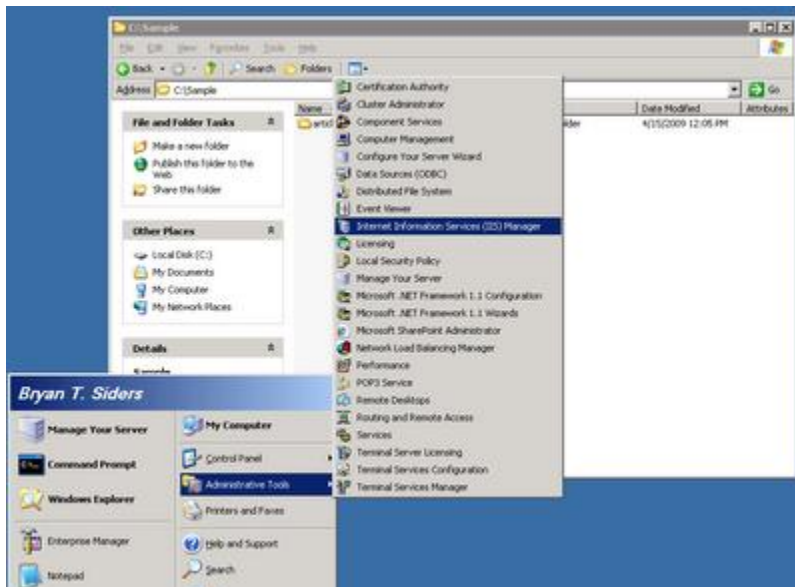 C:\Sample
File Edit View Favorites Tools Help
Back Search Folders
Address C:\Sample Go
Name Date Modified Attributes
4/15/2009 12:05 PM
File and Folder Tasks
Make a new folder
Publish this folder to the
Web
Share this folder
Other Places
Local Disk (C:)
My Documents
My Computer
My Network Places
Details
Sample
Certification Authority
Cluster Administrator
Component Services
Computer Management
Configure Your Server Wizard
Data Sources (ODBC)
Distributed File System
Event Viewer
Internet Information Services (IIS) Manager
Licensing
Local Security Policy
Manage Your Server
Microsoft .NET Framework 1.1 Configuration
Microsoft .NET Framework 1.1 Wizards
Microsoft SharePoint Administrator
Network Load Balancing Manager
Performance
POP3 Service
Remote Desktops
Routing and Remote Access
Services
Terminal Server Licensing
Terminal Services Configuration
Terminal Services Manager
Bryan T. Siders
Manage Your Server
Command Prompt
Windows Explorer
Enterprise Manager
Notepad
My Computer
Control Panel
Administrative Tools
Printers and Faxes
Help and Support
Search